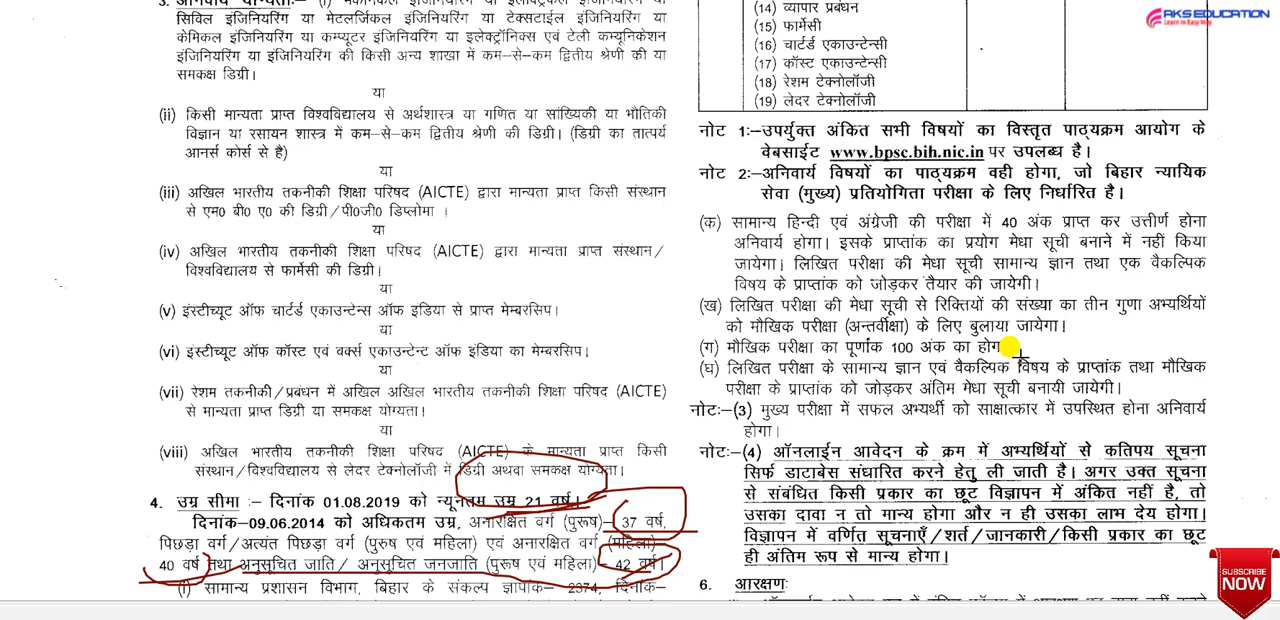 3. अनिवार्य योग्यताः– (i) मैकेनिकल इंजिनियरिंग या इलेक्ट्रिकल इंजिनियरिंग या
सिविल इंजिनियरिंग या मेटलर्जिकल इंजीयरिंग या टेक्सटाईल इंजिनियरिंग या
केमिकल इंजिनियरिंग या कम्प्यूटर इंजिनियरिंग या इलेक्ट्रॉनिक्स एवं टेली कम्यूनिकेशन
इंजिनियरिंग या इंजिनियरिंग की किसी अन्य शाखा में कम–से–कम द्वितीय श्रेणी की या
समकक्ष डिग्री।
या
(ii) किसी मान्यता प्राप्त विश्वविद्यालय से अर्थशास्त्र या गणित या सांख्यिकी या भौतिकी
विज्ञान या रसायन शास्त्र में कम–से–कम द्वितीय श्रेणी की डिग्री। (डिग्री का तात्पर्य
आनर्स कोर्स से है)
या
(iii) अखिल भारतीय तकनीकी शिक्षा परिषद (AICTE) द्वारा मान्यता प्राप्त किसी संस्थान
से एम0 बी0 ए0 की डिग्री/पी0जी0 डिप्लोमा ।
या
(iv) अखिल भारतीय तकनीकी शिक्षा परिषद (AICTE) द्वारा मान्यता प्राप्त संस्थान/
विश्वविद्यालय से फार्मेसी की डिग्री।
या
(v) इंस्टीच्यूट ऑफ चार्टर्ड एकाउन्टेन्स ऑफ इंडिया से प्राप्त मेम्बरसिप।
या
(vi) इंस्टीच्यूट ऑफ कॉस्ट एवं वर्क्स एकाउन्टेन्ट ऑफ इंडिया का मेम्बरसिप।
या
(vii) रेशम तकनीकी/प्रबंधन में अखिल अखिल भारतीय तकनीकी शिक्षा परिषद (AICTE)
से मान्यता प्राप्त डिग्री या समकक्ष योग्यता।
या
(viii) अखिल भारतीय तकनीकी शिक्षा परिषद (AICTE) के मान्यता प्राप्त किसी
संस्थान/विश्वविद्यालय से लेदर टेक्नोलॉजी में डिग्री अथवा समकक्ष योग्यता।
4. उम्र सीमा :– दिनांक 01.08.2019 को न्यूनतम उम्र 21 वर्ष।
दिनांक–09.06.2014 को अधिकतम उम्र, अनारक्षित वर्ग (पुरूष)– 37 वर्ष,
पिछड़ा वर्ग/अत्यंत पिछड़ा वर्ग (पुरुष एवं महिला) एवं अनारक्षित वर्ग (महिला)–
40 वर्ष तथा अनुसूचित जाति/ अनुसूचित जनजाति (पुरूष एवं महिला)– 42 वर्ष।
(i) सामान्य प्रशासन विभाग, बिहार के संकल्प ज्ञापांक– 2374, दिनांक–
(14) व्यापार प्रबंधन
(15) फार्मेसी
(16) चार्टर्ड एकाउन्टेन्सी
(17) कॉस्ट एकाउन्टेन्सी
(18) रेशम टेक्नोलॉजी
(19) लेदर टेक्नोलॉजी
नोट 1:–उपर्युक्त अंकित सभी विषयों का विस्तृत पाठ्यक्रम आयोग के
वेबसाईट www.bpsc.bih.nic.in पर उपलब्ध है।
नोट 2:–अनिवार्य विषयों का पाठ्यक्रम वही होगा, जो बिहार न्यायिक
सेवा (मुख्य) प्रतियोगिता परीक्षा के लिए निर्धारित है।
(क) सामान्य हिन्दी एवं अंग्रेजी की परीक्षा में 40 अंक प्राप्त कर उत्तीर्ण होना
अनिवार्य होगा। इसके प्राप्तांक का प्रयोग मेधा सूची बनाने में नहीं किया
जायेगा। लिखित परीक्षा की मेधा सूची सामान्य ज्ञान तथा एक वैकल्पिक
विषय के प्राप्तांक को जोड़कर तैयार की जायेगी।
(ख) लिखित परीक्षा की मेधा सूची से रिक्तियों की संख्या का तीन गुणा अभ्यर्थियों
को मौखिक परीक्षा (अन्तर्वीक्षा) के लिए बुलाया जायेगा।
(ग) मौखिक परीक्षा का पूर्णांक 100 अंक का होग
(घ) लिखित परीक्षा के सामान्य ज्ञान एवं वैकल्पिक विषय के प्राप्तांक तथा मौखिक
परीक्षा के प्राप्तांक को जोड़कर अंतिम मेधा सूची बनायी जायेगी।
नोटः–(3) मुख्य परीक्षा में सफल अभ्यर्थी को साक्षात्कार में उपस्थित होना अनिवार्य
होगा।
नोटः–(4) ऑनलाईन आवेदन के क्रम में अभ्यर्थियों से कतिपय सूचना
सिर्फ डाटाबेस संधारित करने हेतु ली जाती है। अगर उक्त सूचना
से संबंधित किसी प्रकार का छूट विज्ञापन में अंकित नहीं है, तो
उसका दावा न तो मान्य होगा और न ही उसका लाभ देय होगा।
विज्ञापन में वर्णित सूचनाएँ/शर्त/जानकारी/किसी प्रकार का छूट
ही अंतिम रूप से मान्य होगा।
6. आरक्षणः
RKS EDUCATION
Learn In Easy Way
SUBSCRIBE
NOW